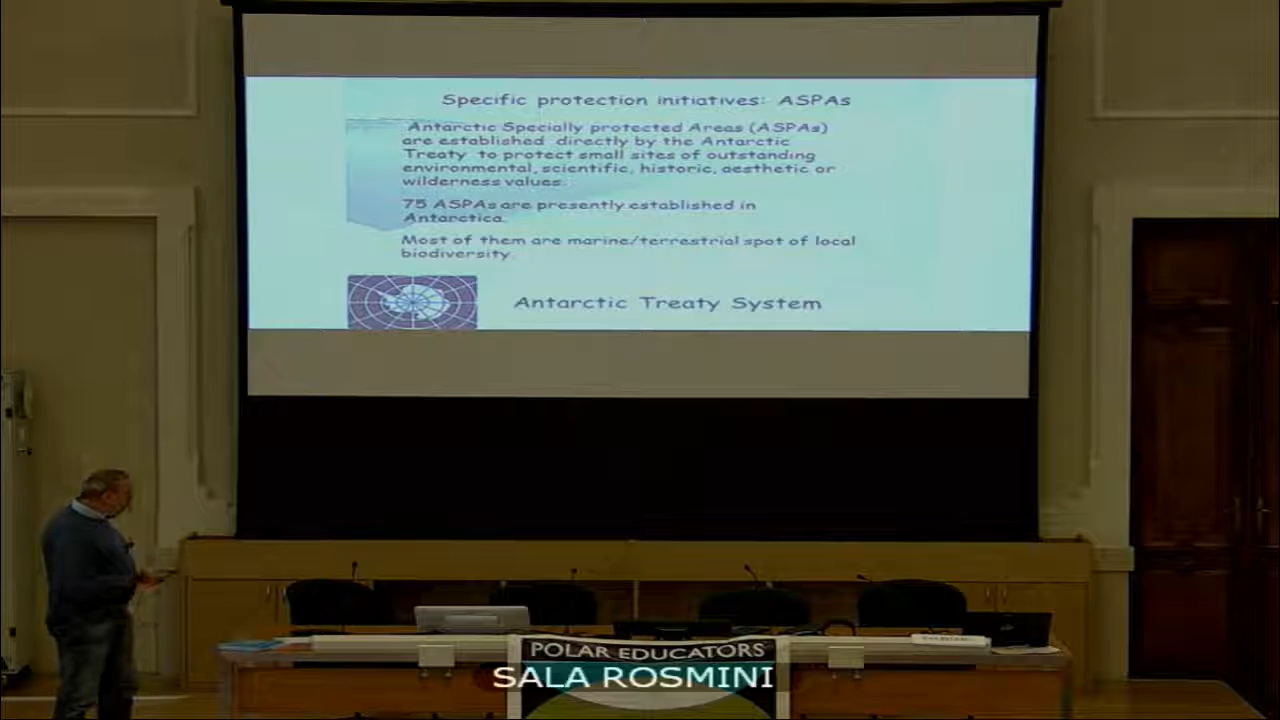 Specific protection initiatives: ASPAs
Antarctic Specially protected Areas (ASPAs)
are established directly by the Antarctic
Treaty to protect small sites of outstanding
environmental, scientific, historic, aesthetic or
wilderness values.
75 ASPAs are presently established in
Antarctica.
Most of them are marine/terrestrial spot of local
biodiversity.
Antarctic Treaty System
POLAR EDUCATORS
SALA ROSMINI